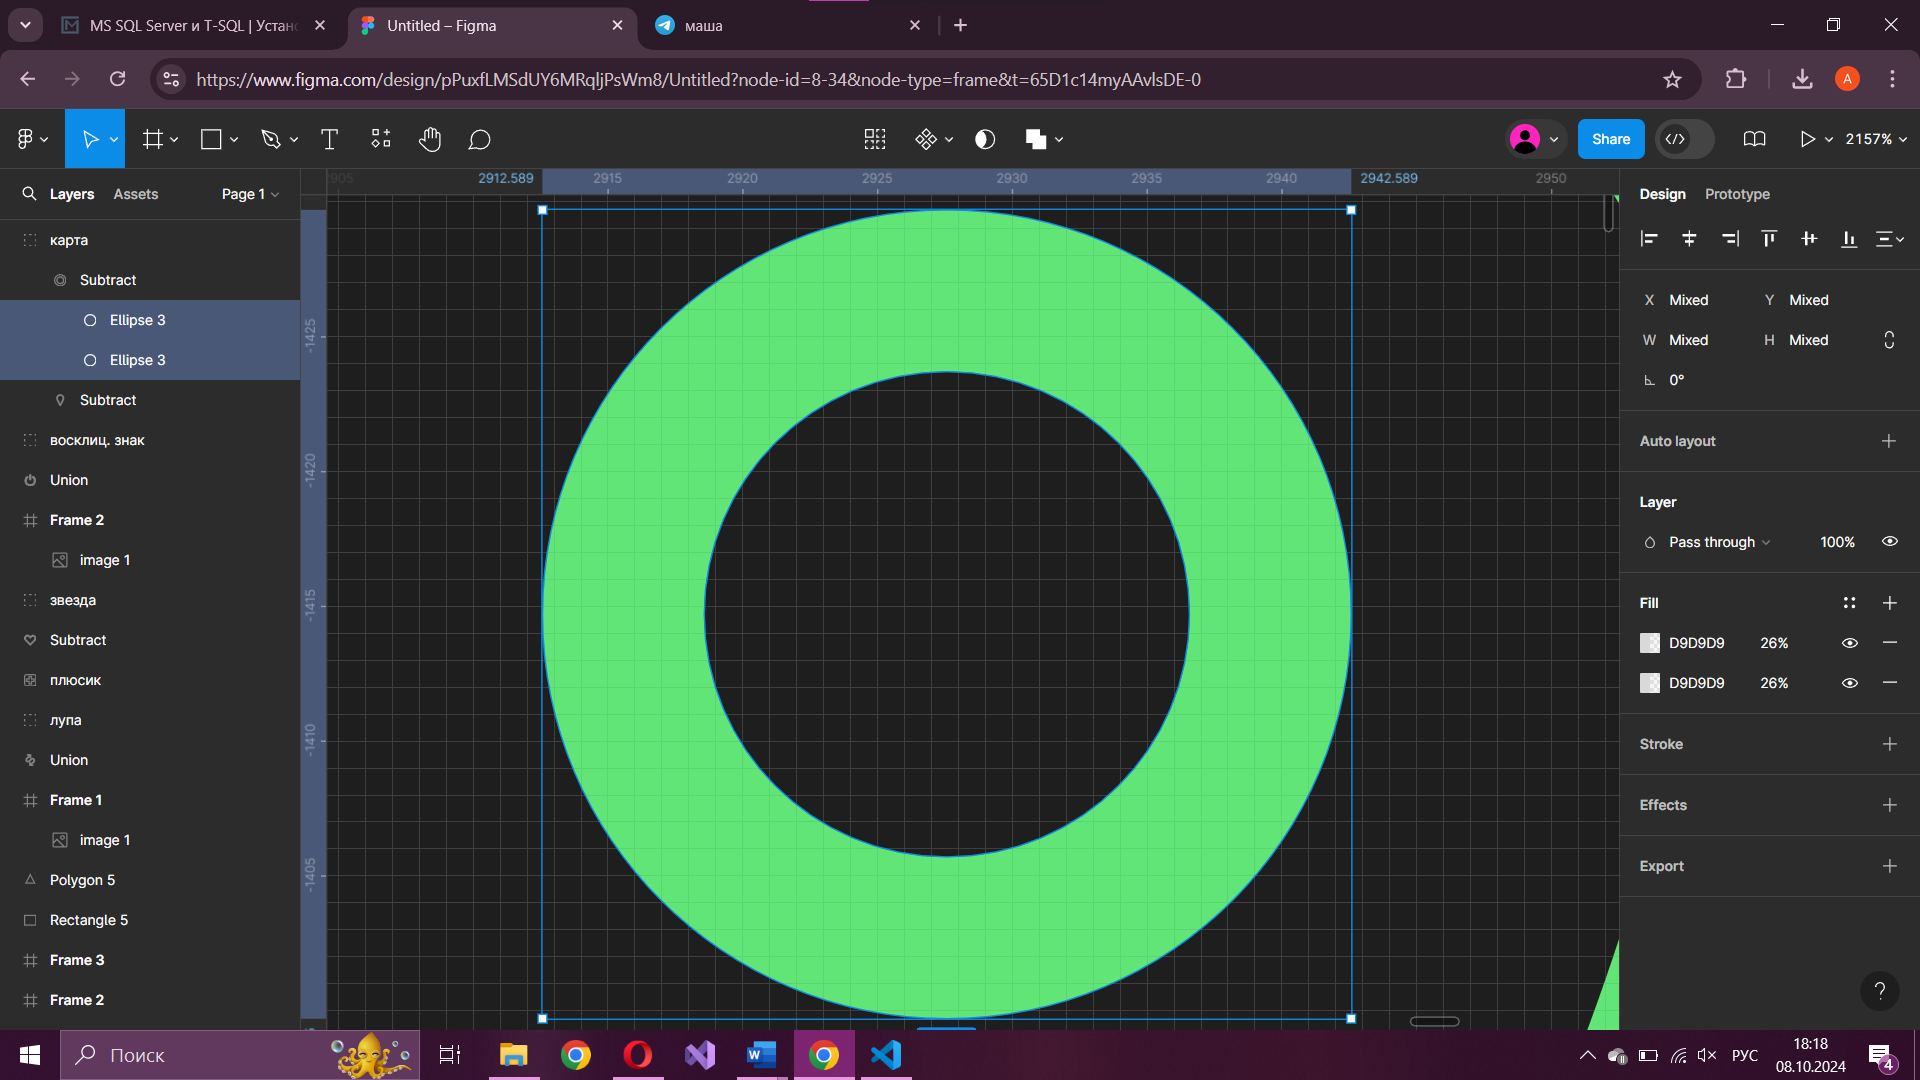 MS SQL Server и T-SQL | Устано
Untitled – Figma
маша
https://www.figma.com/design/pPuxfLMSdUY6MRqljPsWm8/Untitled?node-id=8-34&node-type=frame&t=65D1c14myAAvlsDE-0
A
Share
2157%
Layers
Assets
Page 1
2905
2912.589
2915
2920
2925
2930
2935
2940
2942.589
2950
Design
Prototype
карта
Subtract
Ellipse 3
Ellipse 3
Subtract
восклиц. знак
Union
Frame 2
image 1
звезда
Subtract
плюсик
лупа
Union
Frame 1
image 1
Polygon 5
Rectangle 5
Frame 3
Frame 2
-1425
-1420
-1415
-1410
-1405
X Mixed
Y Mixed
W Mixed
H Mixed
0°
Auto layout
Layer
Pass through
100%
Fill
D9D9D9 26%
D9D9D9 26%
Stroke
Effects
Export
?
Поиск
РУС
18:18
08.10.2024
4